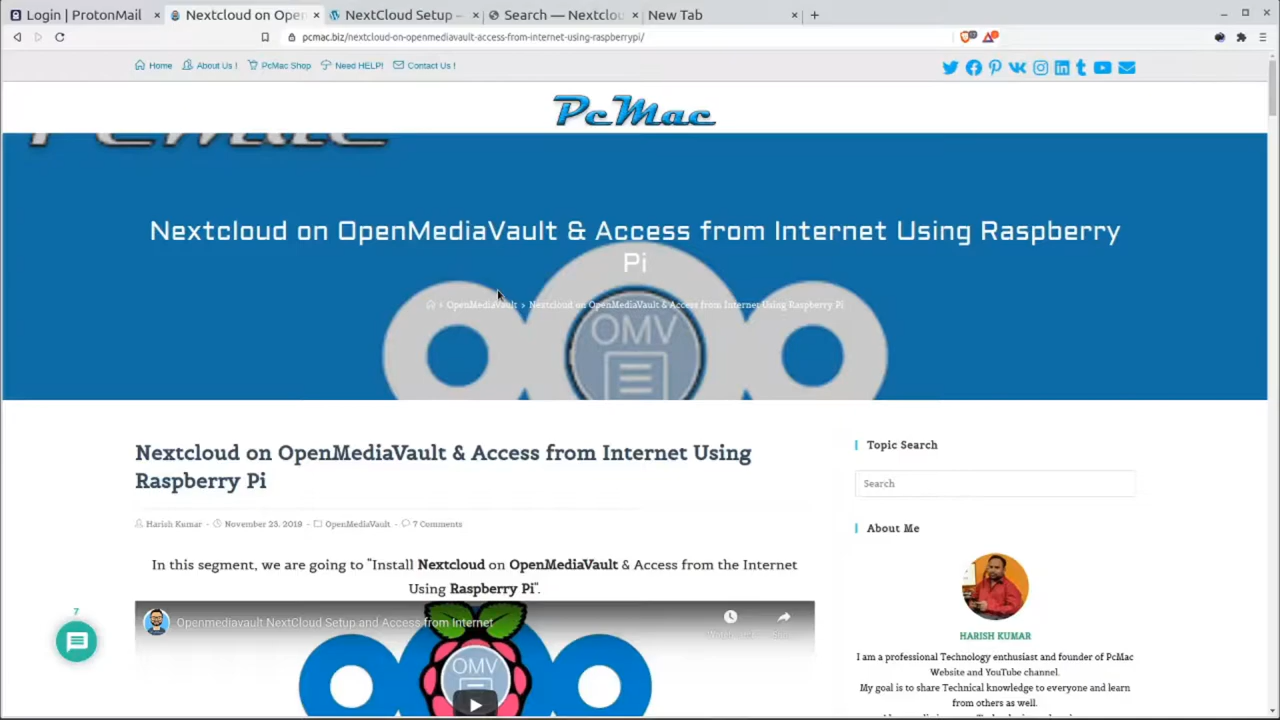 Login | ProtonMail
Nextcloud on Open
NextCloud Setup –
Search — Nextclou
New Tab
pcmac.biz/nextcloud-on-openmediavault-access-from-internet-using-raspberrypi/
Home
About Us !
PcMac Shop
Need HELP!
Contact Us !
PcMac
Nextcloud on OpenMediaVault & Access from Internet Using Raspberry
Pi
> OpenMediaVault > Nextcloud on OpenMediaVault & Access from Internet Using Raspberry Pi
OMV
Nextcloud on OpenMediaVault & Access from Internet Using
Raspberry Pi
Harish Kumar - November 23, 2019 - OpenMediaVault - 7 Comments
In this segment, we are going to "Install Nextcloud on OpenMediaVault & Access from the Internet
Using Raspberry Pi".
Openmediavault NextCloud Setup and Access from Internet
OMV
7
Topic Search
Search
About Me
HARISH KUMAR
I am a professional Technology enthusiast and founder of PcMac
Website and YouTube channel.
My goal is to share Technical knowledge to everyone and learn
from others as well.